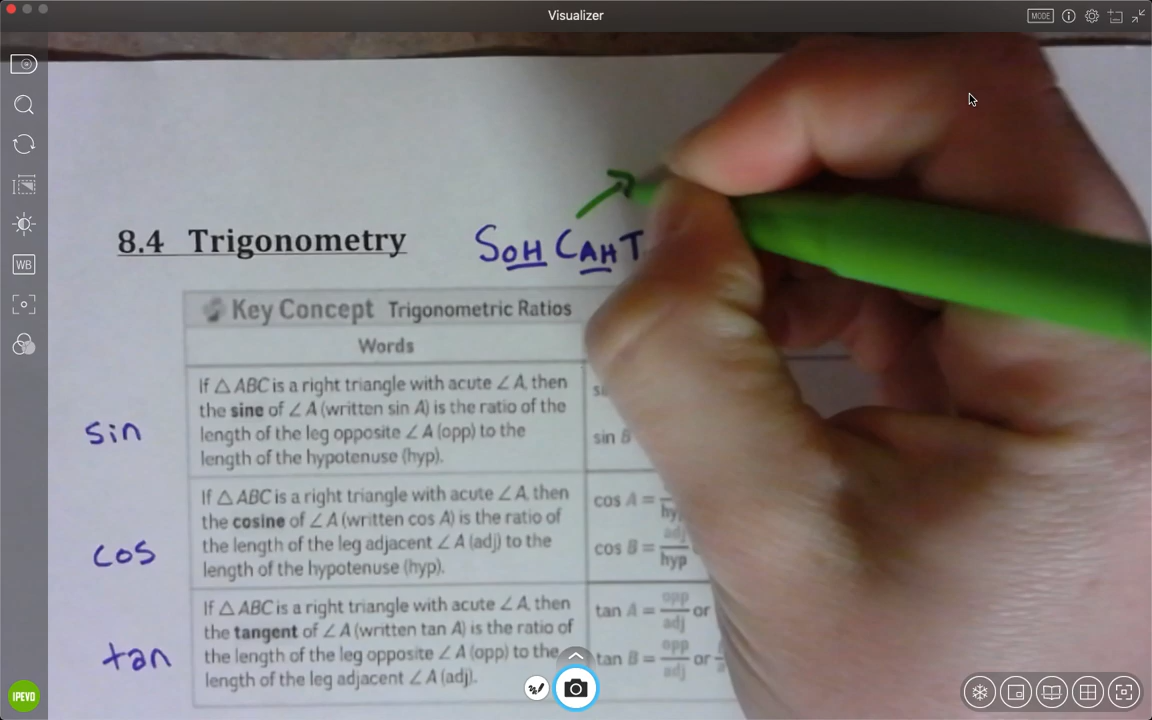 Visualizer
MODE
WB
8.4 Trigonometry SOH CAH T
Key Concept Trigonometric Ratios
Words
If △ABC is a right triangle with acute ∠A, then
the sine of ∠A (written sin A) is the ratio of the
length of the leg opposite ∠A (opp) to the
length of the hypotenuse (hyp).
sin
sin B
If △ABC is a right triangle with acute ∠A, then
the cosine of ∠A (written cos A) is the ratio of
the length of the leg adjacent ∠A (adj) to the
length of the hypotenuse (hyp).
cos
cos A =
cos B = adj/hyp
If △ABC is a right triangle with acute ∠A, then
the tangent of ∠A (written tan A) is the ratio of
the length of the leg opposite ∠A (opp) to the
length of the leg adjacent ∠A (adj).
tan
tan A = opp/adj or
tan B = opp/adj or
IPEVO